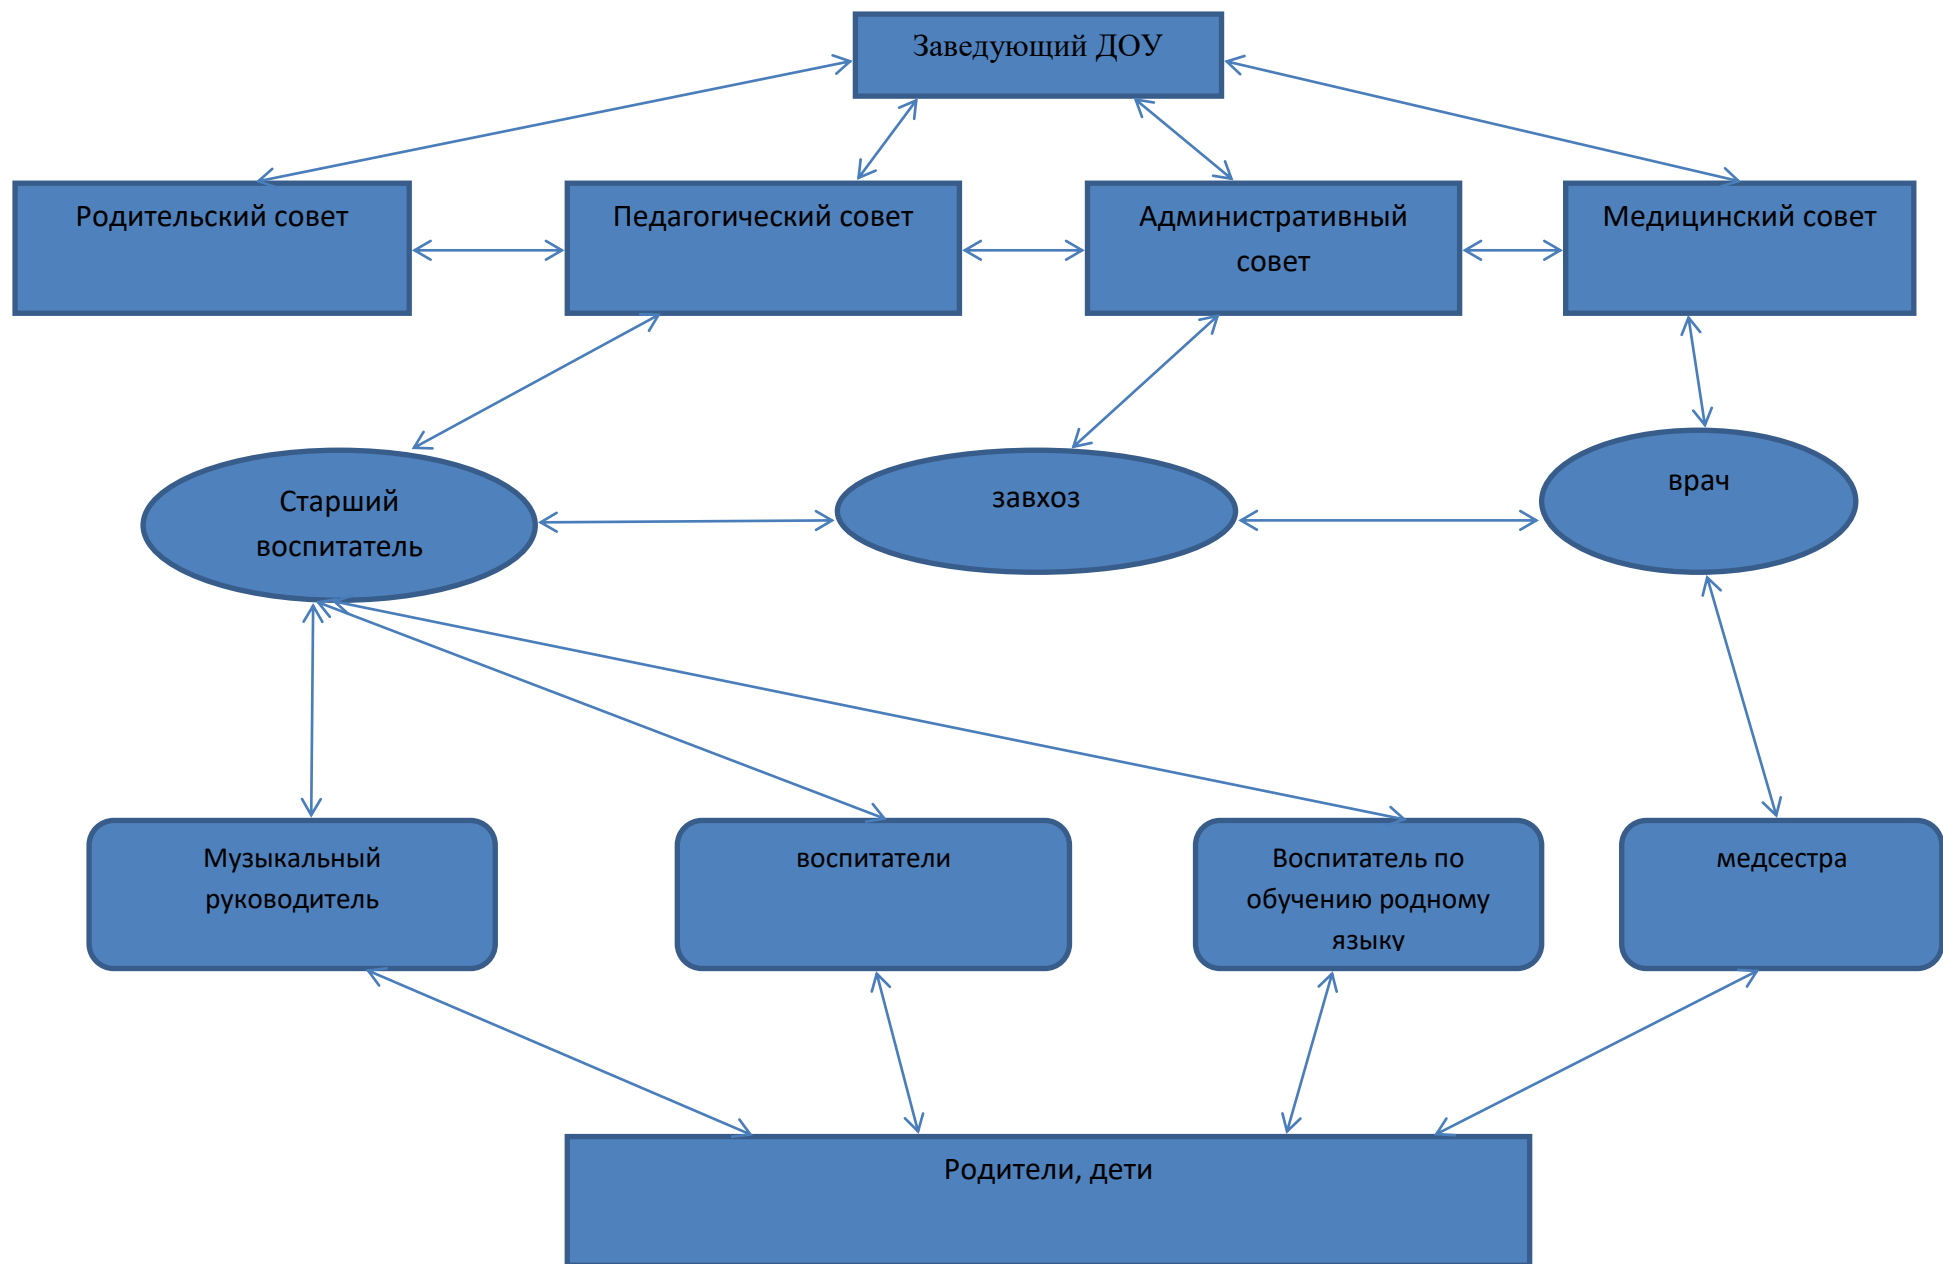 Заведующий ДОУ
Родительский совет
Педагогический совет
Административный
совет
Медицинский совет
Старший
воспитатель
завхоз
врач
Музыкальный
руководитель
воспитатели
Воспитатель по
обучению родному
языку
медсестра
Родители, дети